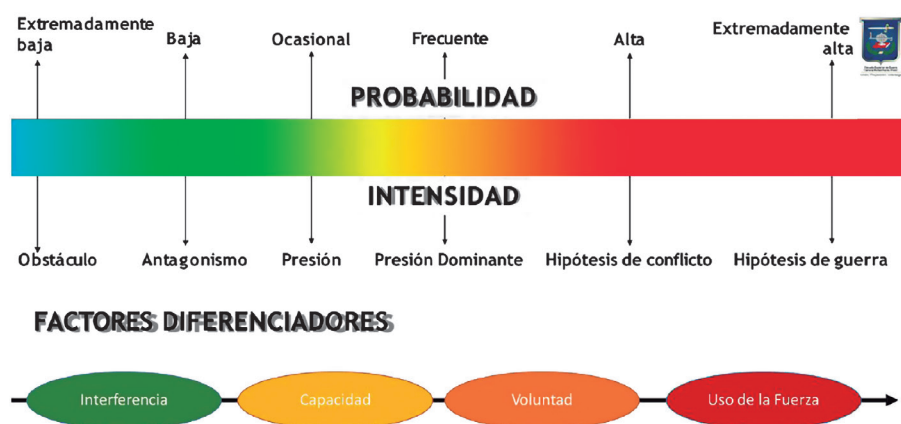 Extremadamente
baja
Baja
Ocasional
Frecuente
Alta
Extremadamente
alta
PROBABILIDAD
INTENSIDAD
Obstáculo
Antagonismo
Presión
Presión Dominante
Hipótesis de conflicto
Hipótesis de guerra
FACTORES DIFERENCIADORES
Interferencia
Capacidad
Voluntad
Uso de la Fuerza